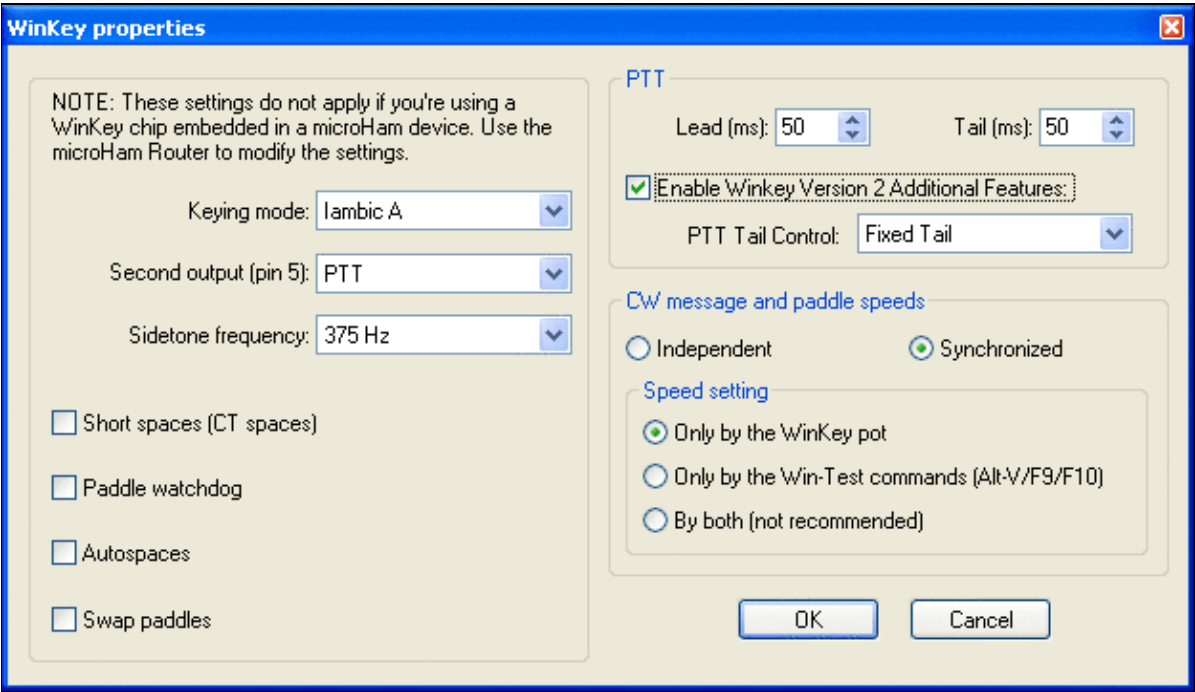 WinKey properties
NOTE: These settings do not apply if you're using a
WinKey chip embedded in a microHam device. Use the
microHam Router to modify the settings.
Keying mode: Iambic A
Second output (pin 5): PTT
Sidetone frequency: 375 Hz
Short spaces (CT spaces)
Paddle watchdog
Autospaces
Swap paddles
PTT
Lead (ms): 50 Tail (ms): 50
Enable Winkey Version 2 Additional Features:
PTT Tail Control: Fixed Tail
CW message and paddle speeds
Independent Synchronized
Speed setting
Only by the WinKey pot
Only by the Win-Test commands (Alt-V/F9/F10)
By both (not recommended)
OK Cancel